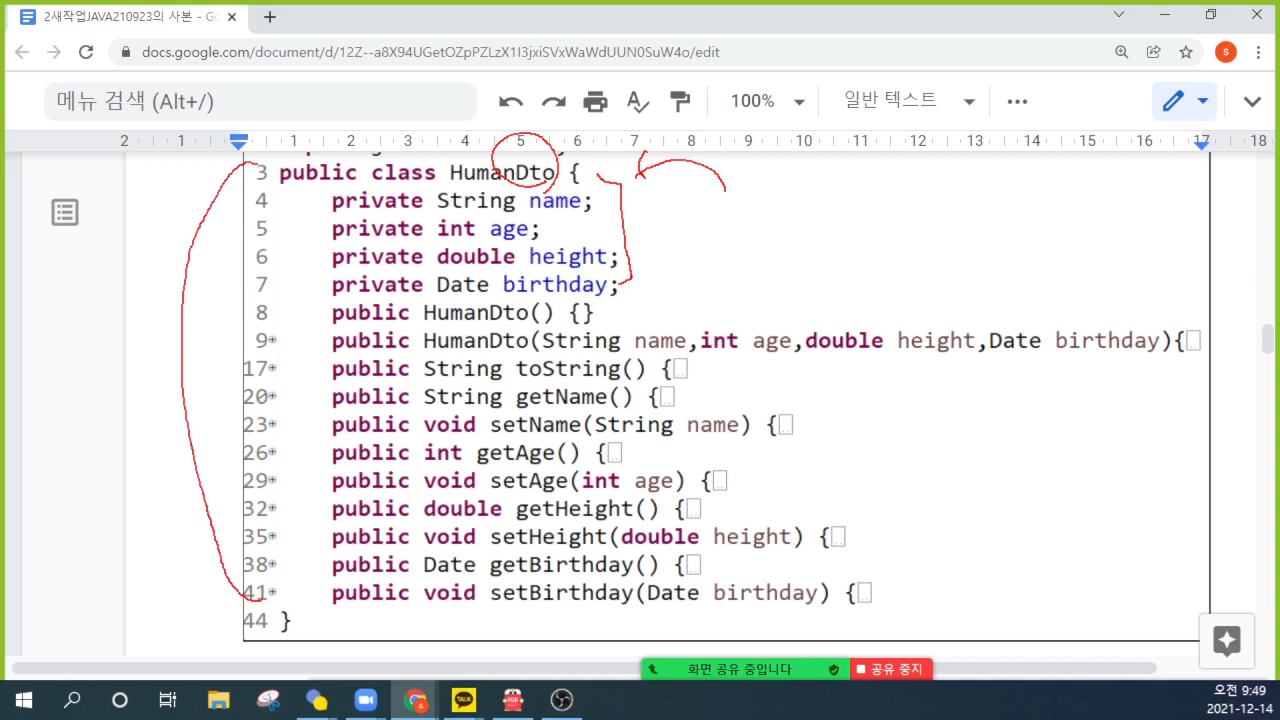 2새작업JAVA210923의 사본 - Go
docs.google.com/document/d/12Z--a8X94UGetOZpPZLzX1I3jxiSVxWaWdUUN0SuW4o/edit
S
메뉴 검색 (Alt+/)
100%
일반 텍스트
2 1 1 2 3 4 5 6 7 8 9 10 11 12 13 14 15 16 17 18
3 public class HumanDto {
4 private String name;
5 private int age;
6 private double height;
7 private Date birthday;
8 public HumanDto() {}
9 public HumanDto(String name,int age,double height,Date birthday){
17 public String toString() {
20 public String getName() {
23 public void setName(String name) {
26 public int getAge() {
29 public void setAge(int age) {
32 public double getHeight() {
35 public void setHeight(double height) {
38 public Date getBirthday() {
41 public void setBirthday(Date birthday) {
44 }
화면 공유 중입니다
공유 중지
TALK
PDF
오전 9:49
2021-12-14